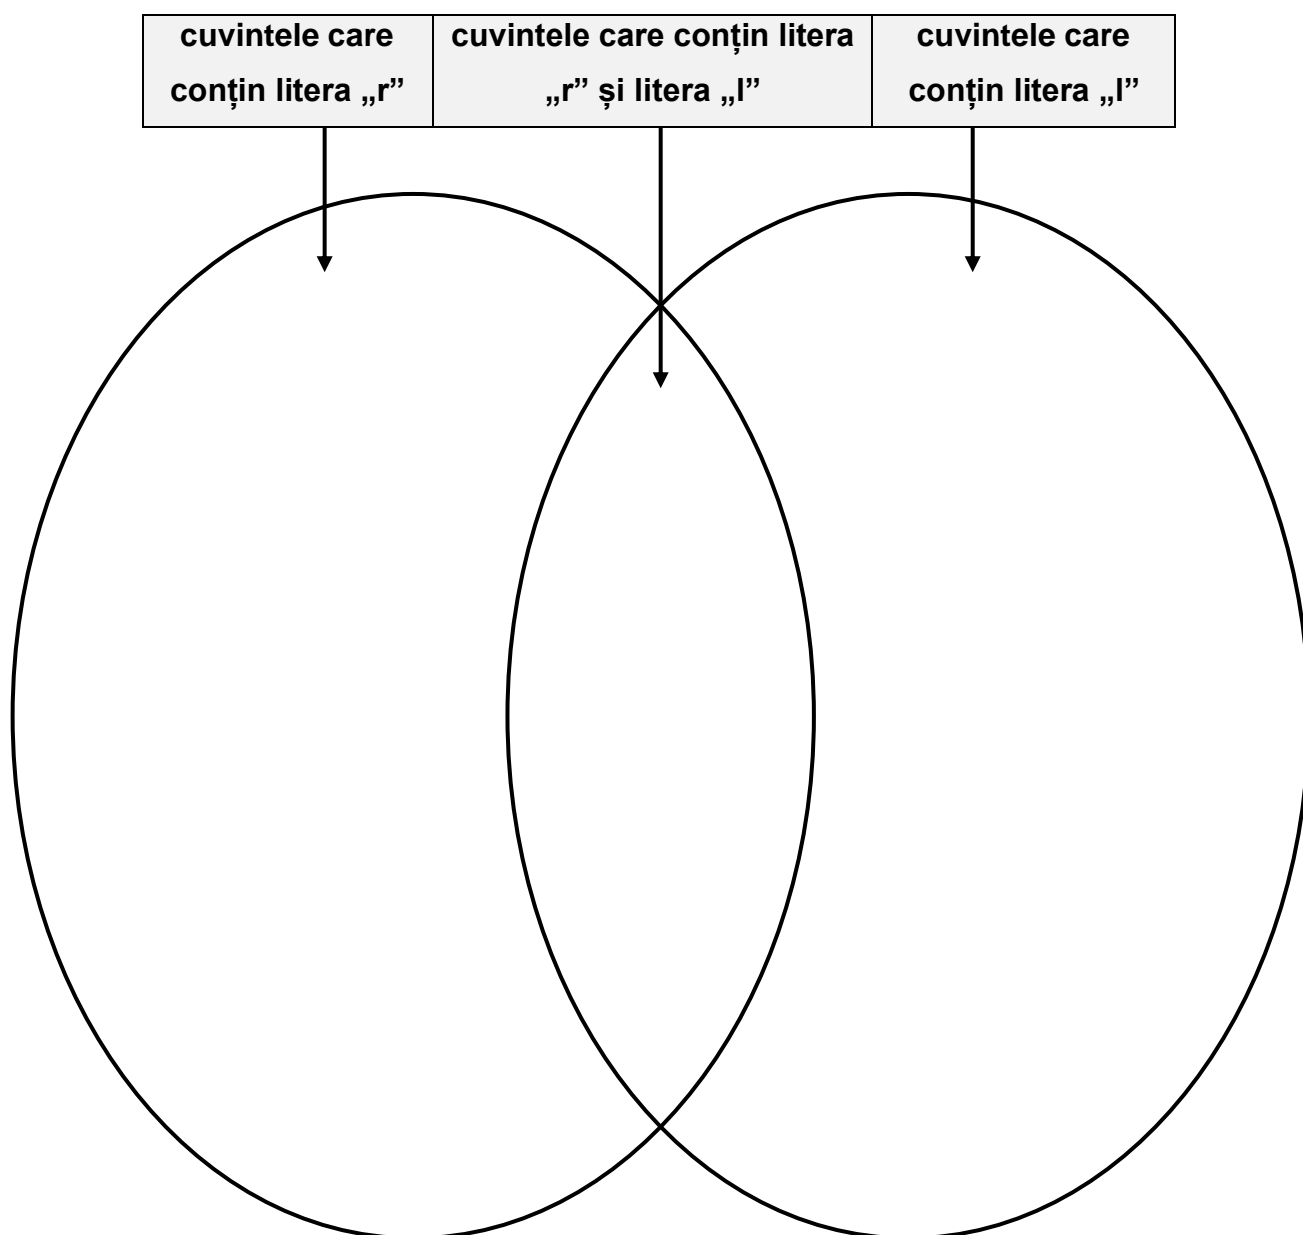 cuvintele care
conțin litera „r”
cuvintele care conțin litera
„r” și litera „l”
cuvintele care
conțin litera „l”